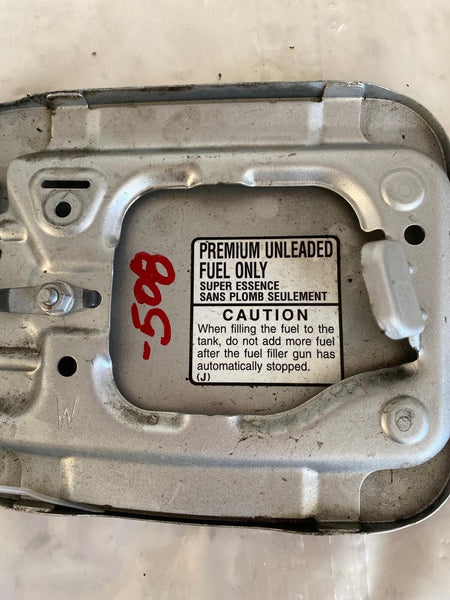 PREMIUM UNLEADED
FUEL ONLY
SUPER ESSENCE
SANS PLOMB SEULEMENT
CAUTION
When filling the fuel to the
tank, do not add more fuel
after the fuel filler gun has
automatically stopped.
(J)
-508
W